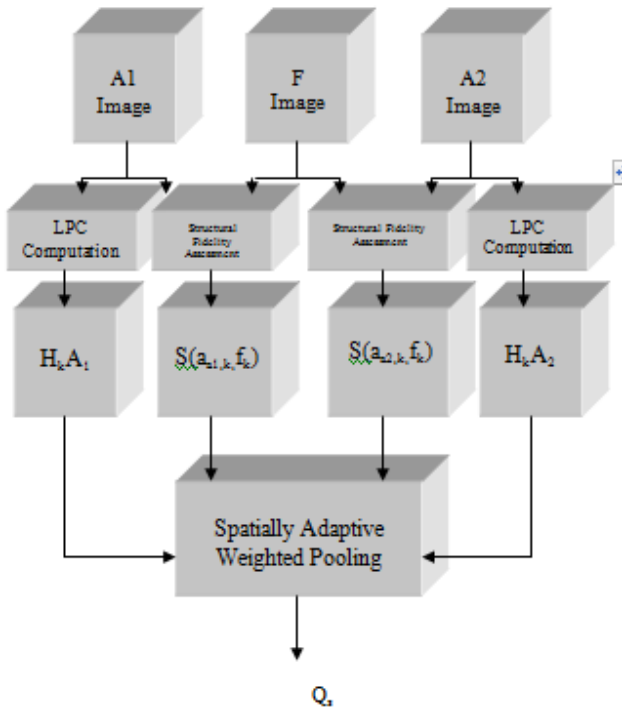 A1
Image
F
Image
A2
Image
LPC
Computation
Structural
Fidelity
Assessment
Structural Fidelity
Assessment
LPC
Computation
HₖA₁
S(aₐ₁,ₖ, fₖ)
S(aₐ₂,ₖ, fₖ)
HₖA₂
Spatially Adaptive
Weighted Pooling
Qₐ